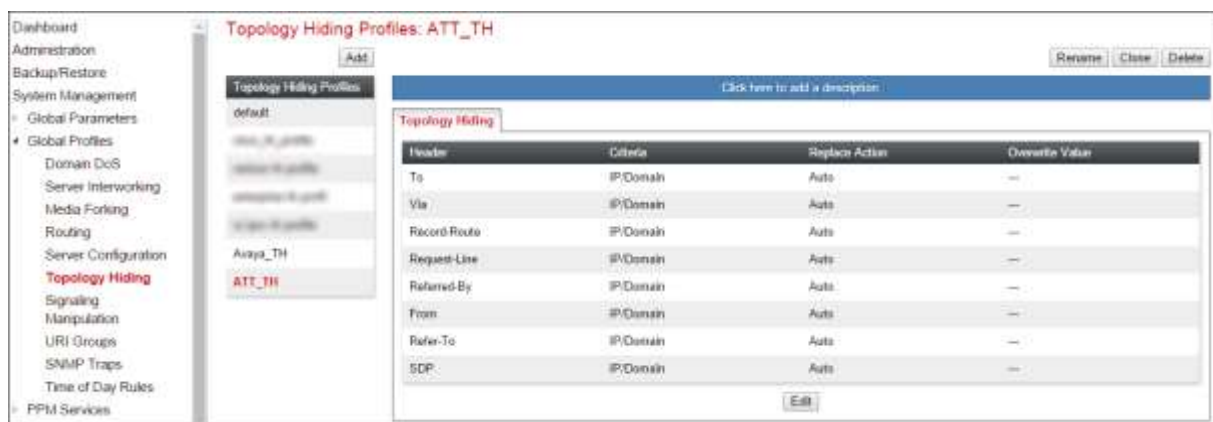 Dashboard
Administration
Backup/Restore
System Management
Global Parameters
Global Profiles
Domain DoS
Server Interworking
Media Forking
Routing
Server Configuration
Topology Hiding
Signaling
Manipulation
URI Groups
SNMP Traps
Time of Day Rules
PPM Services
Topology Hiding Profiles: ATT_TH
Add
Rename Clone Delete
Topology Hiding Profiles
default
Avaya_TH
ATT_TH
Click here to add a description
Topology Hiding
Header Criteria Replace Action Overwrite Value
To IP/Domain Auto ---
Via IP/Domain Auto ---
Record-Route IP/Domain Auto ---
Request-Line IP/Domain Auto ---
Referred-By IP/Domain Auto ---
From IP/Domain Auto ---
Refer-To IP/Domain Auto ---
SDP IP/Domain Auto ---
Edit